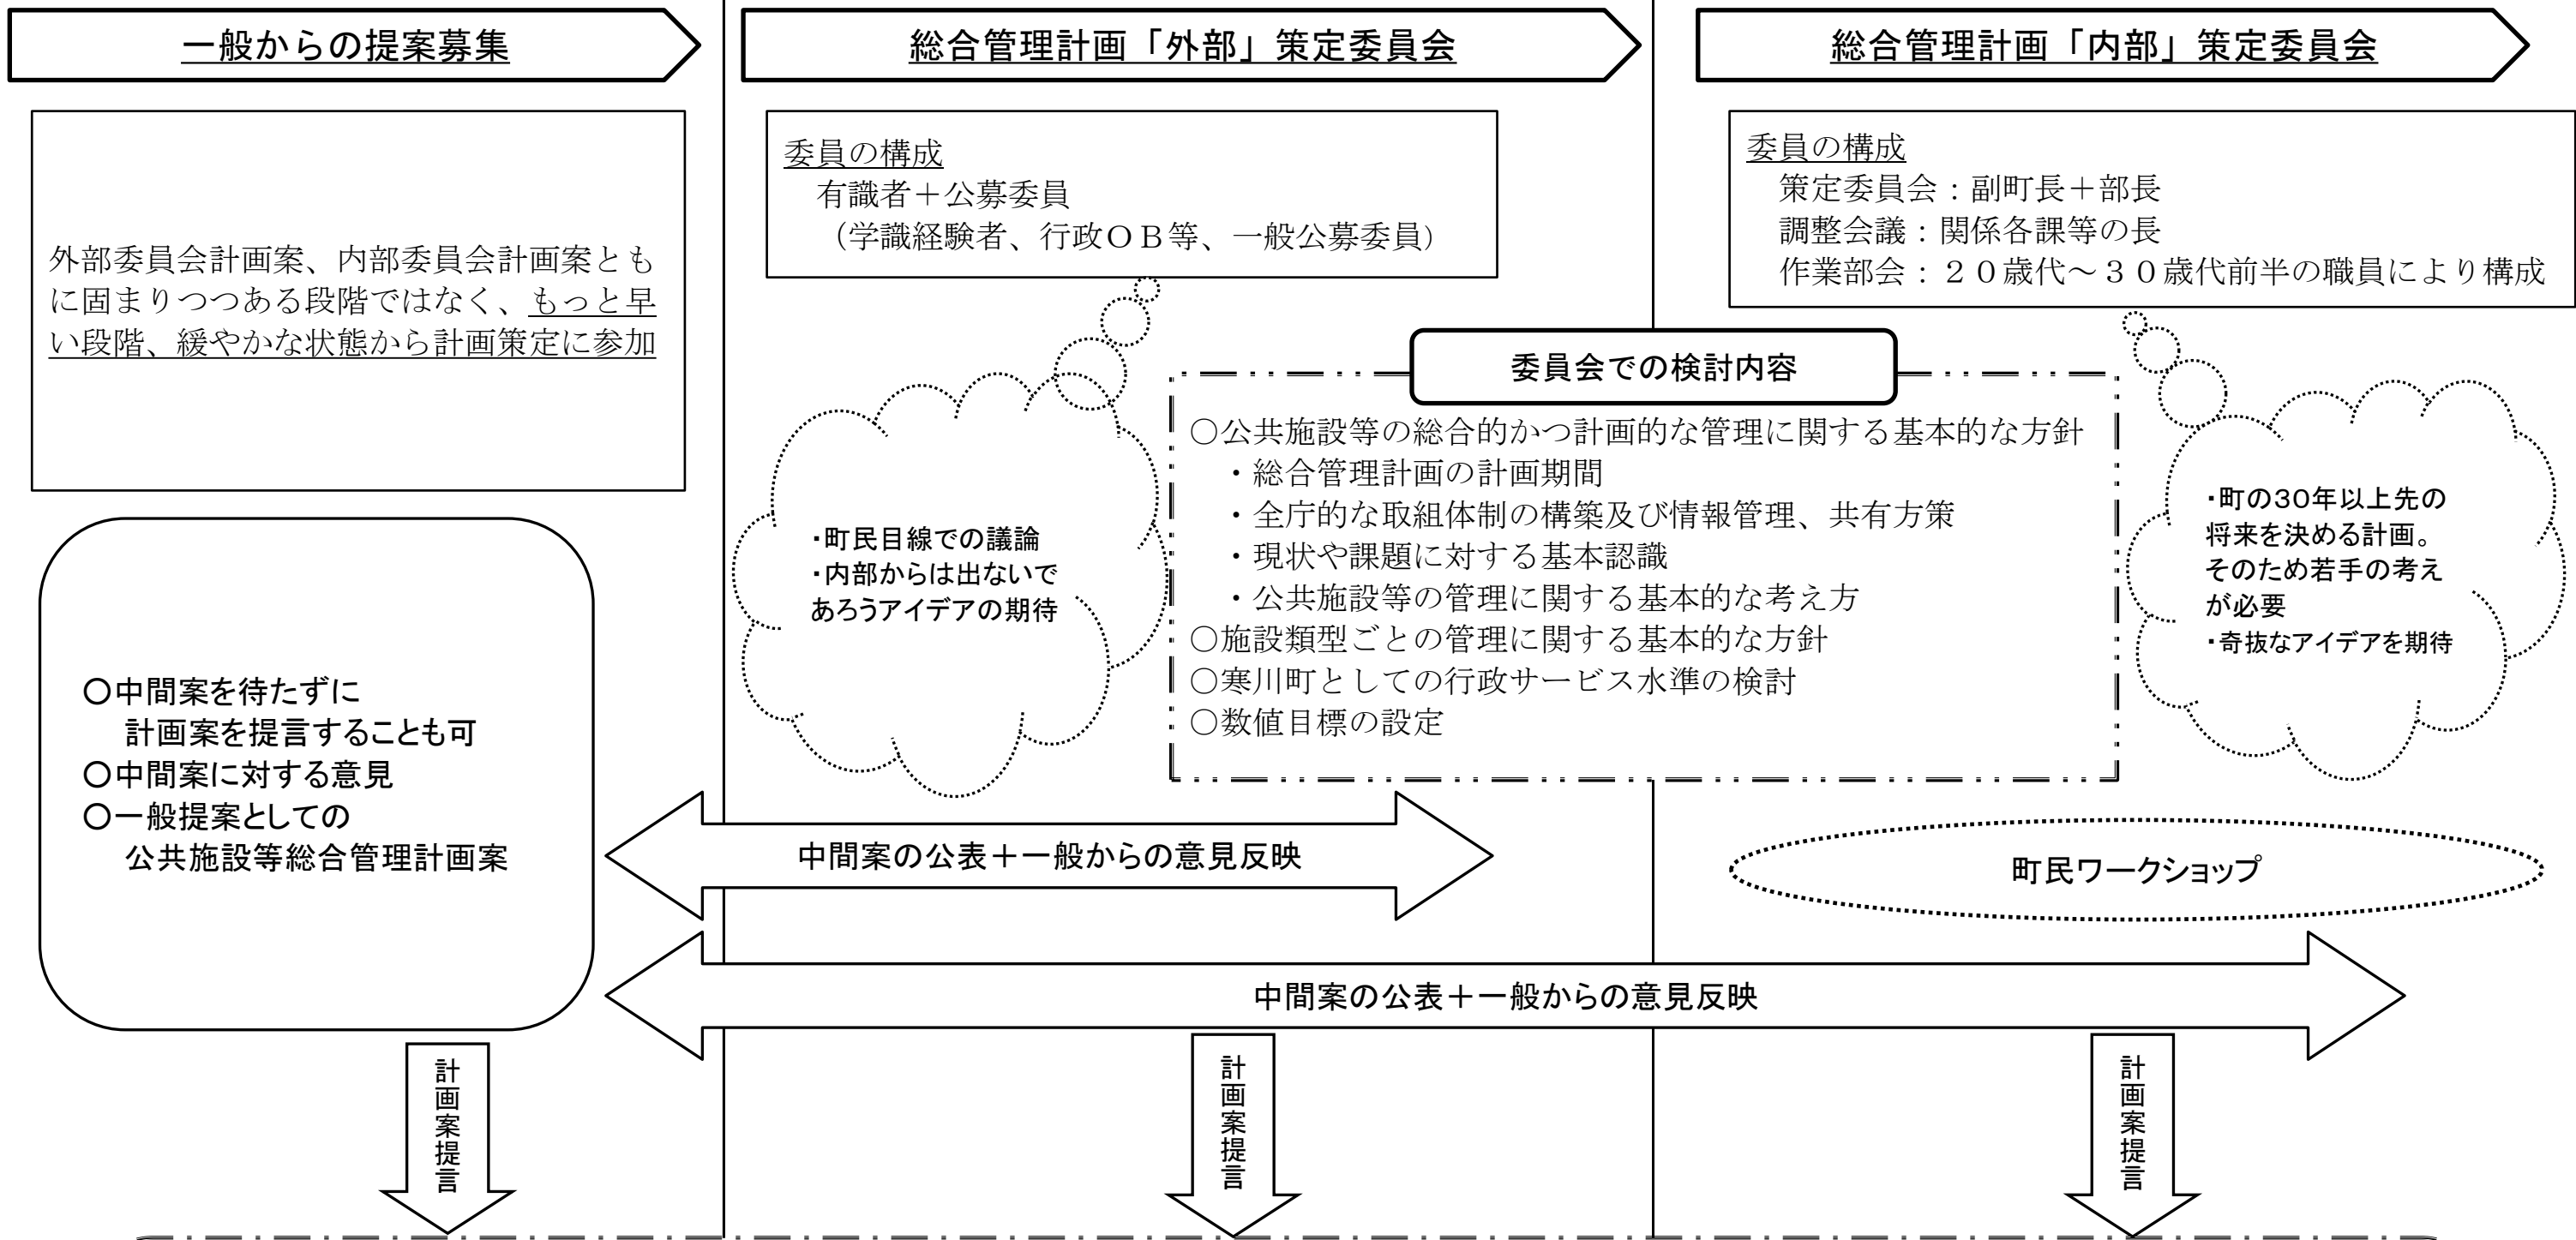 一般からの提案募集
外部委員会計画案、内部委員会計画案とも
に固まりつつある段階ではなく、もっと早
い段階、緩やかな状態から計画策定に参加
○中間案を待たずに
計画案を提言することも可
○中間案に対する意見
○一般提案としての
公共施設等総合管理計画案
総合管理計画「外部」策定委員会
委員の構成
有識者＋公募委員
（学識経験者、行政ＯＢ等、一般公募委員）
・町民目線での議論
・内部からは出ないで
あろうアイデアの期待
総合管理計画「内部」策定委員会
委員の構成
策定委員会：副町長＋部長
調整会議：関係各課等の長
作業部会：２０歳代～３０歳代前半の職員により構成
・町の30年以上先の
将来を決める計画。
そのため若手の考え
が必要
・奇抜なアイデアを期待
委員会での検討内容
○公共施設等の総合的かつ計画的な管理に関する基本的な方針
・総合管理計画の計画期間
・全庁的な取組体制の構築及び情報管理、共有方策
・現状や課題に対する基本認識
・公共施設等の管理に関する基本的な考え方
○施設類型ごとの管理に関する基本的な方針
○寒川町としての行政サービス水準の検討
○数値目標の設定
中間案の公表＋一般からの意見反映
町民ワークショップ
中間案の公表＋一般からの意見反映
計画案提言
計画案提言
計画案提言